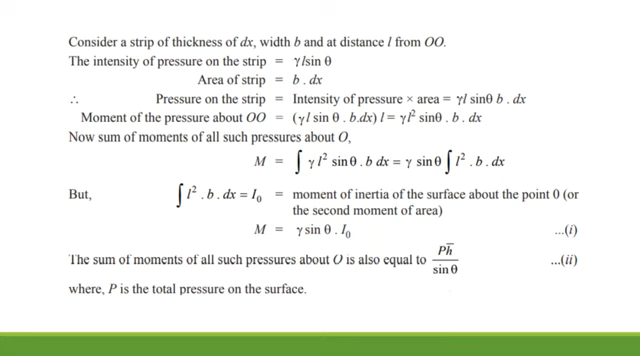 Consider a strip of thickness of dx, width b and at distance l from OO.
The intensity of pressure on the strip = γ lsin θ
Area of strip = b . dx
∴ Pressure on the strip = Intensity of pressure × area = γl sinθ b . dx
Moment of the pressure about OO = (γl sin θ . b.dx) l = γl² sinθ . b . dx
Now sum of moments of all such pressures about O,
M = ∫ γ l² sinθ . b dx = γ sinθ ∫ l² . b . dx
But, ∫ l² . b . dx = I₀ = moment of inertia of the surface about the point 0 (or
the second moment of area)
M = γ sin θ . I₀ ...(i)
The sum of moments of all such pressures about O is also equal to Ph̄ / sin θ ...(ii)
where, P is the total pressure on the surface.